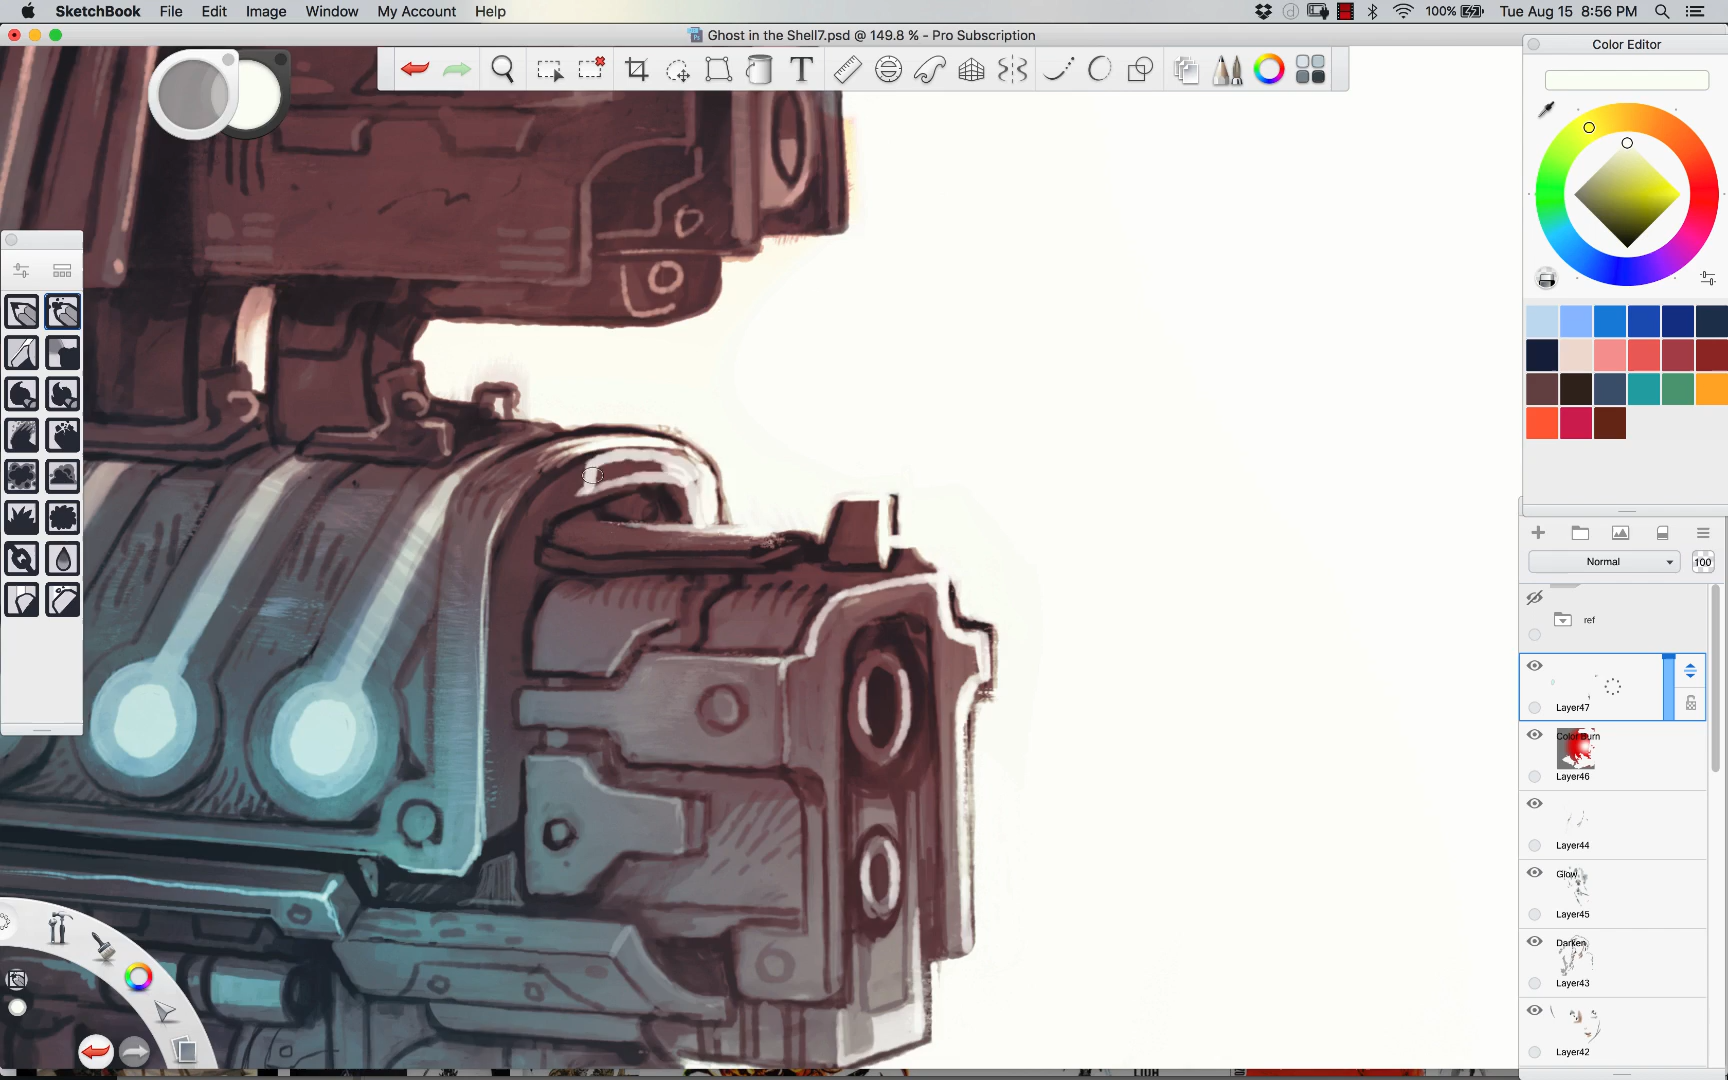 SketchBook File Edit Image Window My Account Help
100% Tue Aug 15 8:56 PM
Ghost in the Shell7.psd @ 149.8 % - Pro Subscription
Color Editor
T
Normal
100
ref
Layer47
Color Burn
Layer46
Layer44
Glow
Layer45
Darken
Layer43
Layer42